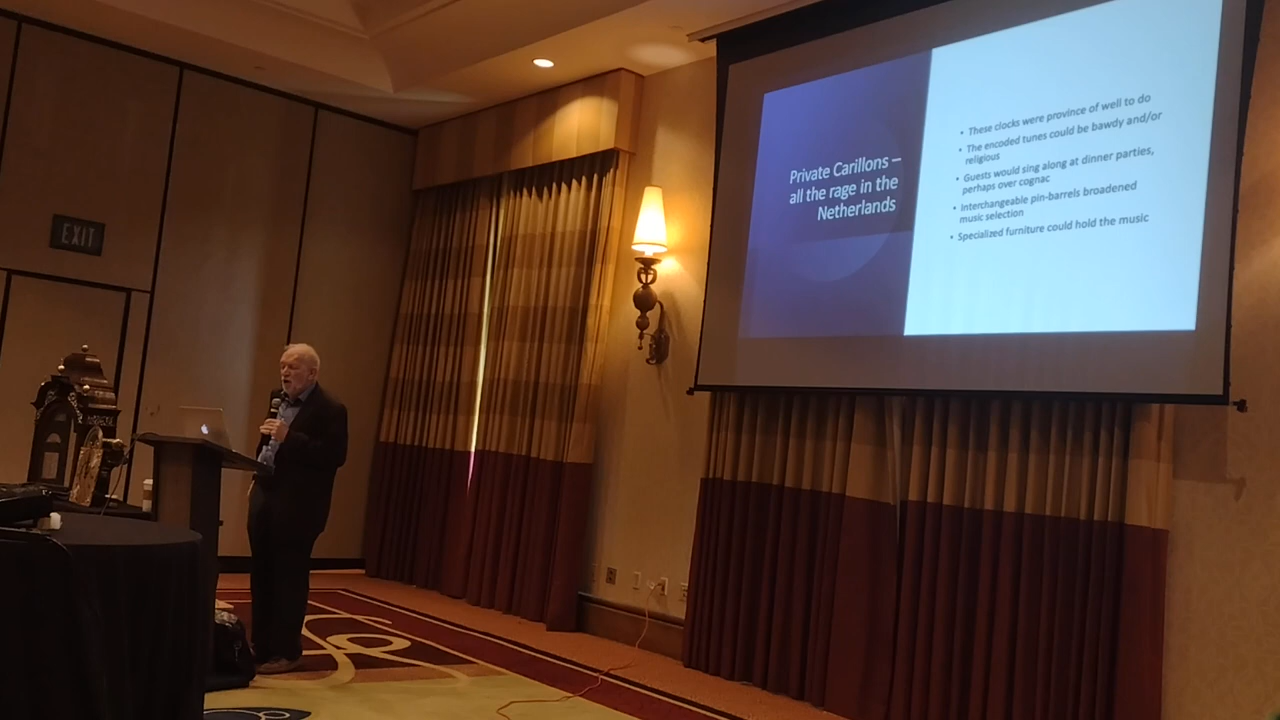 EXIT
Private Carillons –
all the rage in the
Netherlands
• These clocks were province of well to do
• The encoded tunes could be bawdy and/or
religious
• Guests would sing along at dinner parties,
perhaps over cognac
• Interchangeable pin-barrels broadened
music selection
• Specialized furniture could hold the music